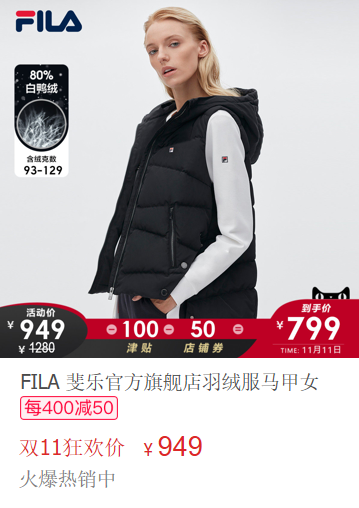 FILA
80%
白鸭绒
含绒克数
93-129
活动价
¥949
¥1280
100
津贴
50
店铺券
到手价
¥799
TIME: 11月11日
FILA 斐乐官方旗舰店羽绒服马甲女
每400减50
双11狂欢价 ¥949
火爆热销中